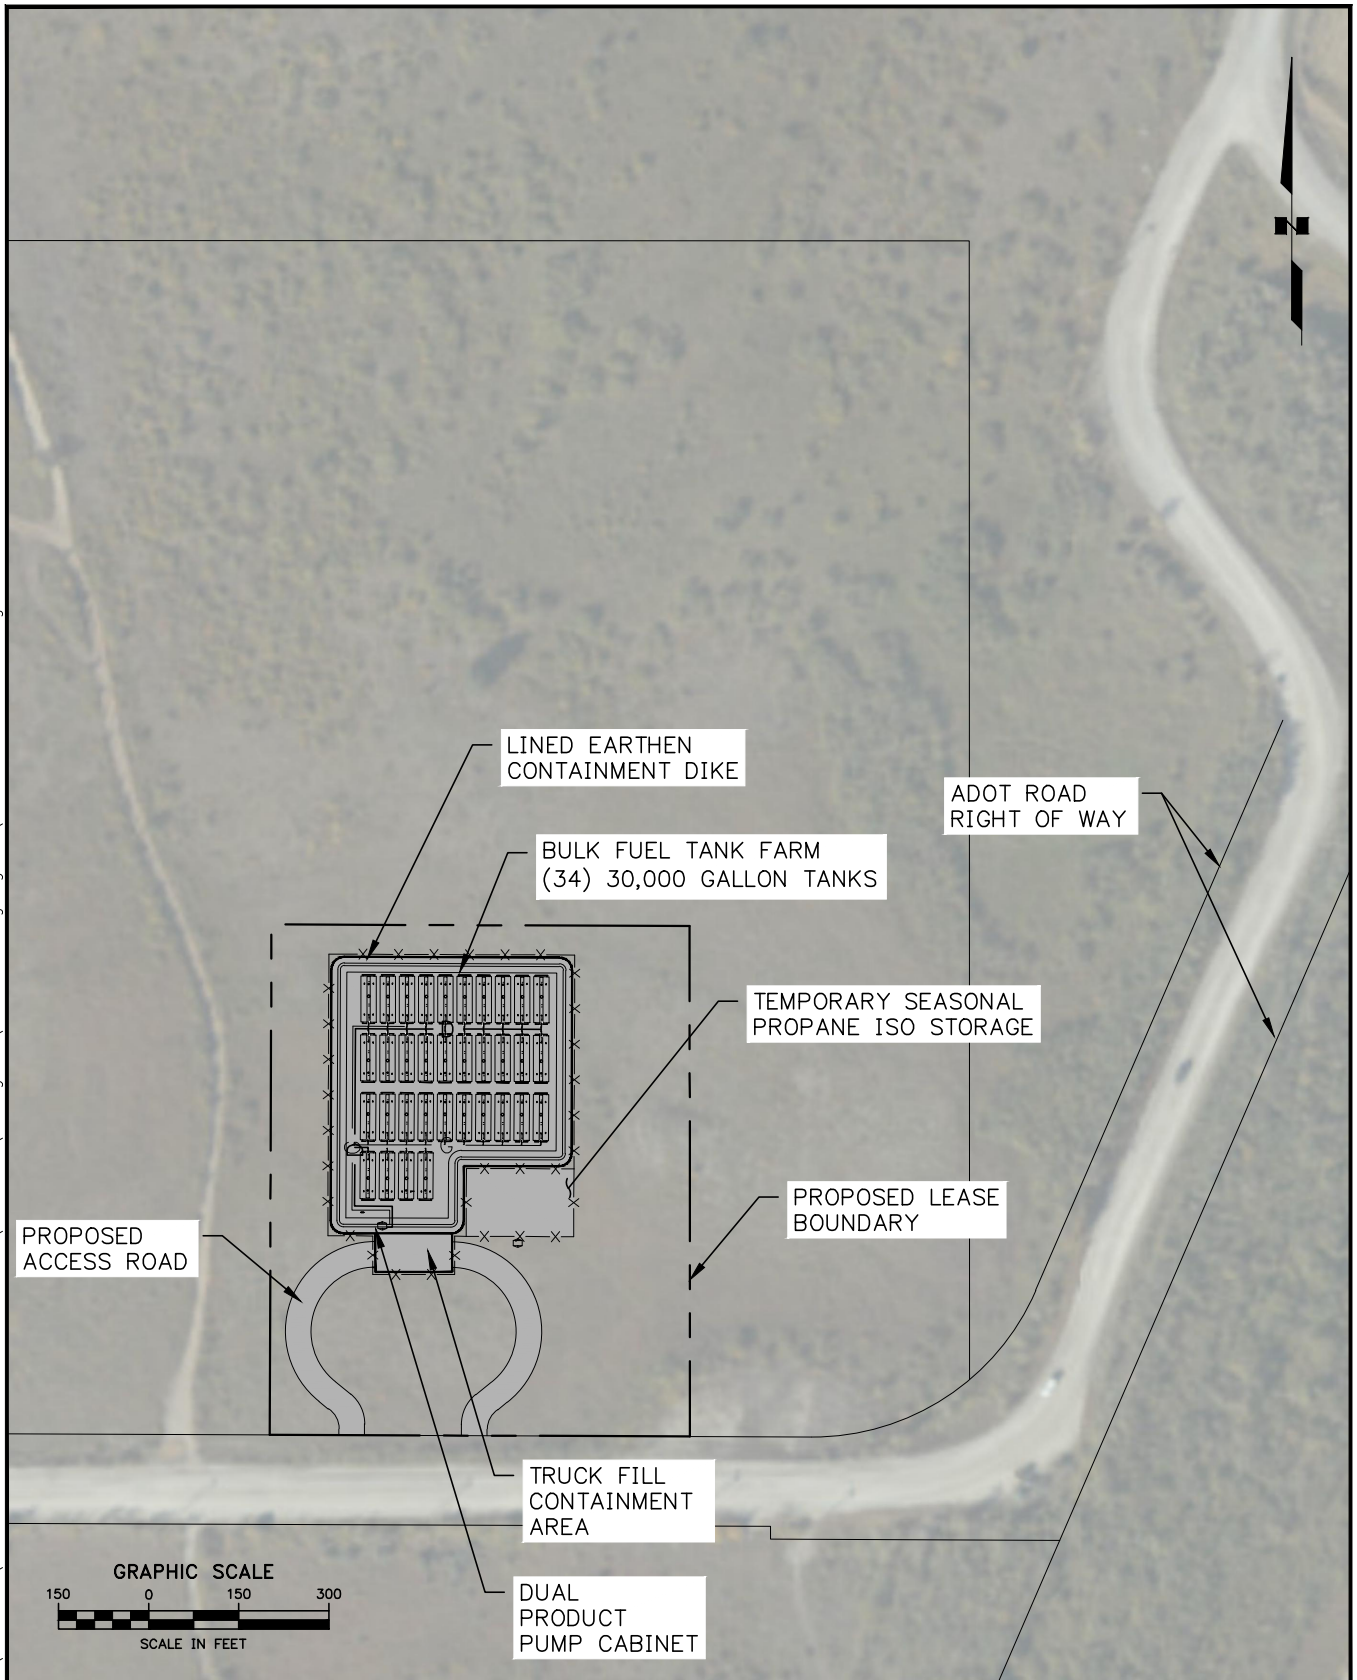 N
LINED EARTHEN
CONTAINMENT DIKE
ADOT ROAD
RIGHT OF WAY
BULK FUEL TANK FARM
(34) 30,000 GALLON TANKS
TEMPORARY SEASONAL
PROPANE ISO STORAGE
PROPOSED LEASE
BOUNDARY
PROPOSED
ACCESS ROAD
TRUCK FILL
CONTAINMENT
AREA
DUAL
PRODUCT
PUMP CABINET
GRAPHIC SCALE
150 0 150 300
SCALE IN FEET